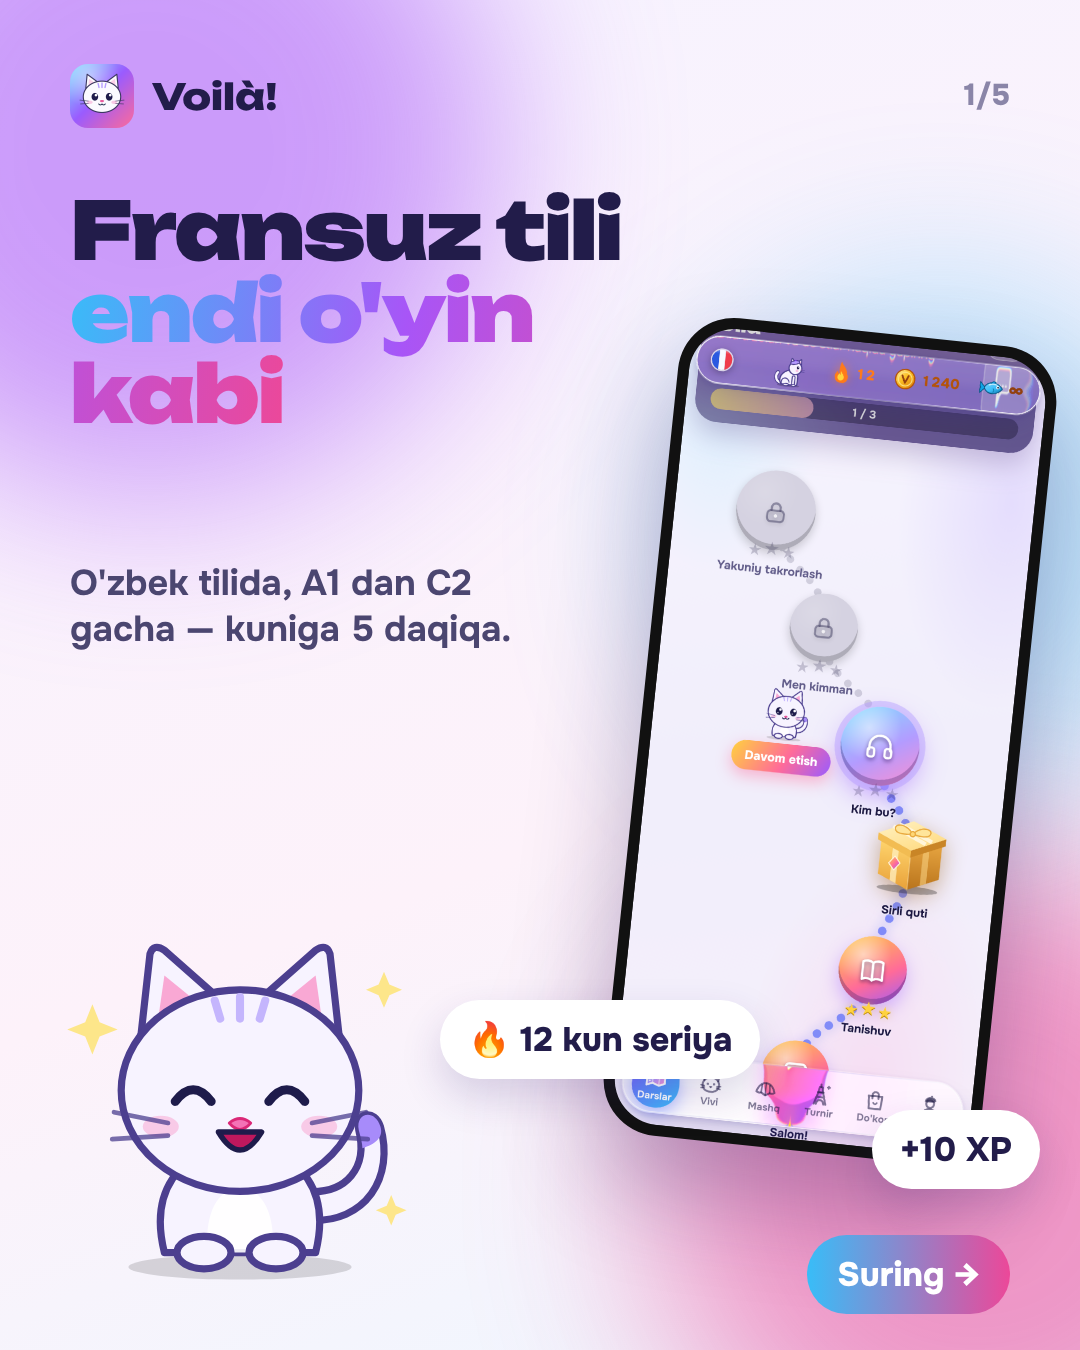 Voilà!
1/5
Fransuz tili
endi o'yin
kabi
O'zbek tilida, A1 dan C2
gacha — kuniga 5 daqiqa.
12
V
1240
∞
1 / 3
Yakuniy takrorlash
Men kimman
Davom etish
Kim bu?
Sirli quti
Tanishuv
12 kun seriya
Darslar
Vivi
Mashq
Turnir
Salom!
+10 XP
Suring →